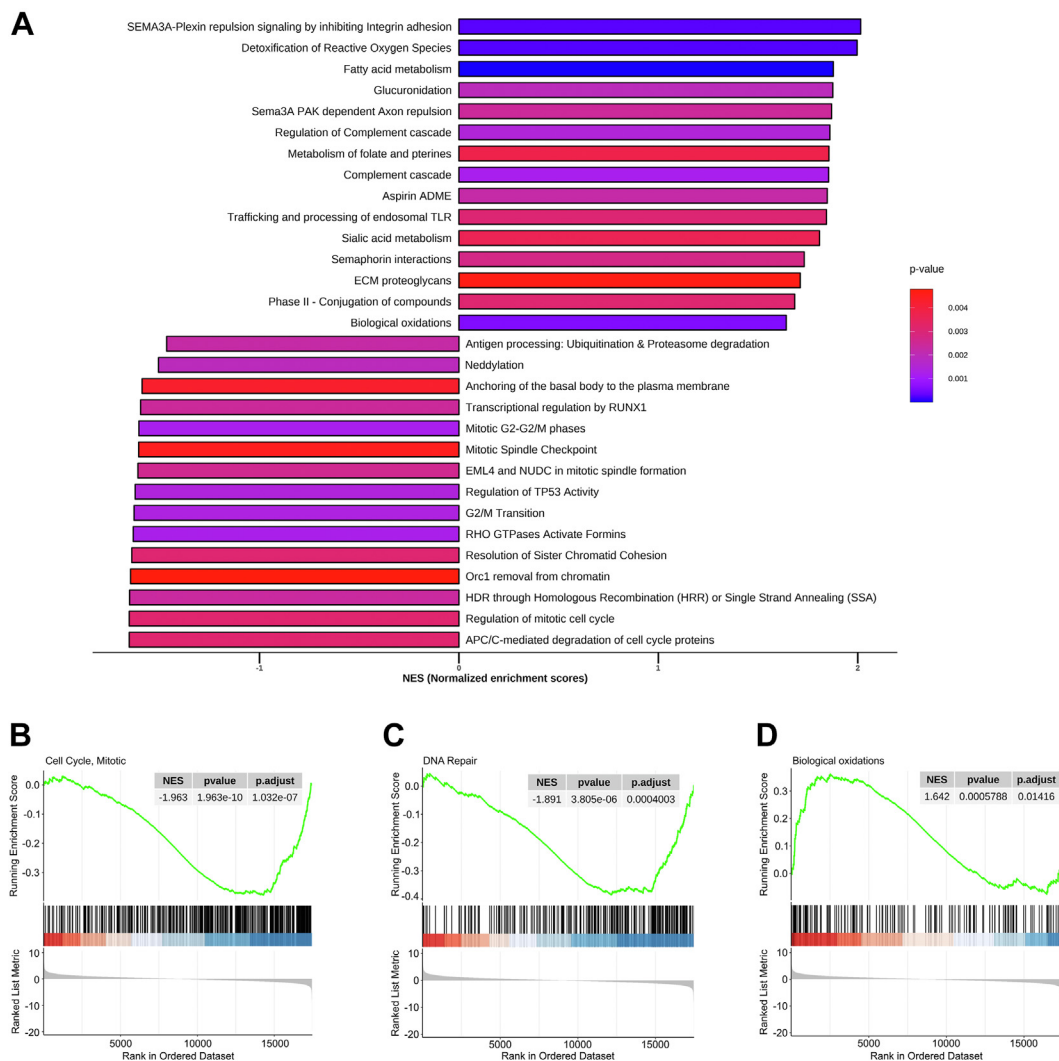 A
SEMA3A-Plexin repulsion signaling by inhibiting Integrin adhesion
Detoxification of Reactive Oxygen Species
Fatty acid metabolism
Glucuronidation
Sema3A PAK dependent Axon repulsion
Regulation of Complement cascade
Metabolism of folate and pterines
Complement cascade
Aspirin ADME
Trafficking and processing of endosomal TLR
Sialic acid metabolism
Semaphorin interactions
ECM proteoglycans
Phase II - Conjugation of compounds
Biological oxidations
Antigen processing: Ubiquitination & Proteasome degradation
Neddylation
Anchoring of the basal body to the plasma membrane
Transcriptional regulation by RUNX1
Mitotic G2-G2/M phases
Mitotic Spindle Checkpoint
EML4 and NUDC in mitotic spindle formation
Regulation of TP53 Activity
G2/M Transition
RHO GTPases Activate Formins
Resolution of Sister Chromatid Cohesion
Orc1 removal from chromatin
HDR through Homologous Recombination (HRR) or Single Strand Annealing (SSA)
Regulation of mitotic cell cycle
APC/C-mediated degradation of cell cycle proteins
-1 0 1 2
NES (Normalized enrichment scores)
p-value
0.004
0.003
0.002
0.001
B
Cell Cycle, Mitotic
NES pvalue p.adjust
-1.963 1.963e-10 1.032e-07
Running Enrichment Score
0.0
-0.1
-0.2
-0.3
Ranked List Metric
10
0
-10
-20
5000 10000 15000
Rank in Ordered Dataset
C
DNA Repair
NES pvalue p.adjust
-1.891 3.805e-06 0.0004003
Running Enrichment Score
0.0
-0.1
-0.2
-0.3
-0.4
Ranked List Metric
10
0
-10
-20
5000 10000 15000
Rank in Ordered Dataset
D
Biological oxidations
NES pvalue p.adjust
1.642 0.0005788 0.01416
Running Enrichment Score
0.3
0.2
0.1
0.0
Ranked List Metric
10
0
-10
-20
5000 10000 15000
Rank in Ordered Dataset